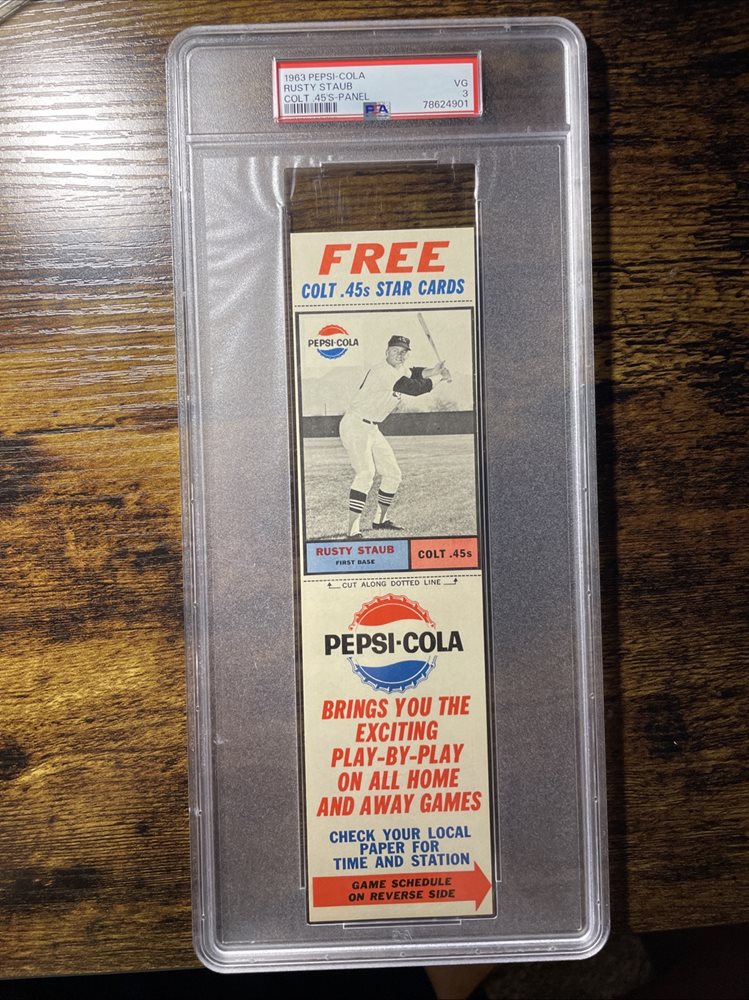 1963 PEPSI-COLA
RUSTY STAUB
COLT .45'S-PANEL
VG
3
78624901
PSA
FREE
COLT .45s STAR CARDS
PEPSI-COLA
RUSTY STAUB
FIRST BASE
COLT .45s
CUT ALONG DOTTED LINE
PEPSI-COLA
BRINGS YOU THE
EXCITING
PLAY-BY-PLAY
ON ALL HOME
AND AWAY GAMES
CHECK YOUR LOCAL
PAPER FOR
TIME AND STATION
GAME SCHEDULE
ON REVERSE SIDE